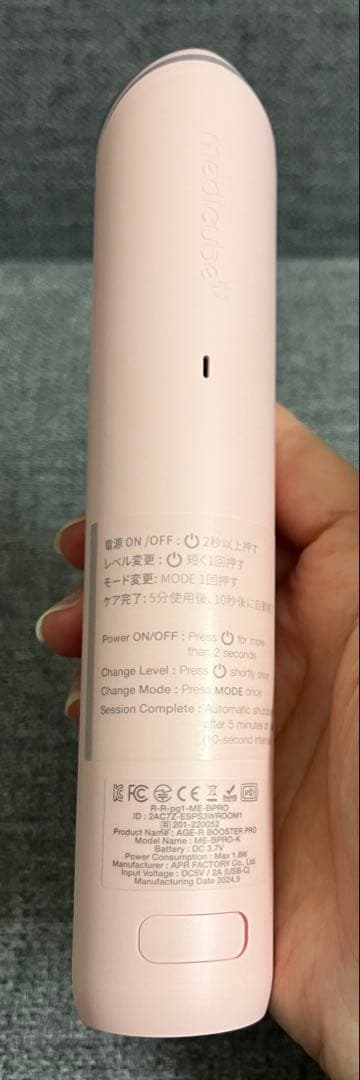 medicube
電源 ON /OFF : 2秒以上押す
レベル変更 : 短く1回押す
モード変更: MODE 1回押す
ケア完了: 5分使用後、10秒後に自動
Power ON/OFF : Press for more
than 2 seconds
Change Level : Press shortly once
Change Mode : Press MODE once
Session Complete : Automatic
after 5 minutes
(10-second
R-R-pg1-ME-BPRO
ID : 2AC7Z-ESPS3WROOM1
R 201-220052
Product Name : AGE-R BOOSTER PRO
Model Name : ME-BPRO-K
Battery : DC 3.7V
Power Consumption : Max 1.8W
Manufacturer : APR FACTORY Co., Ltd.
Input Voltage : DC5V / 2A (USB-C)
Manufacturing Date 2024.5